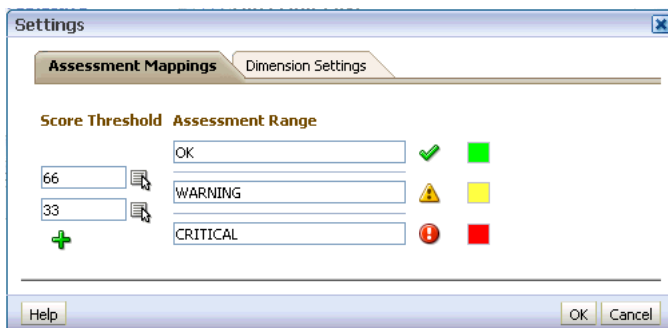 Settings
Assessment Mappings
Dimension Settings
Score Threshold Assessment Range
OK
66
WARNING
33
CRITICAL
Help
OK
Cancel